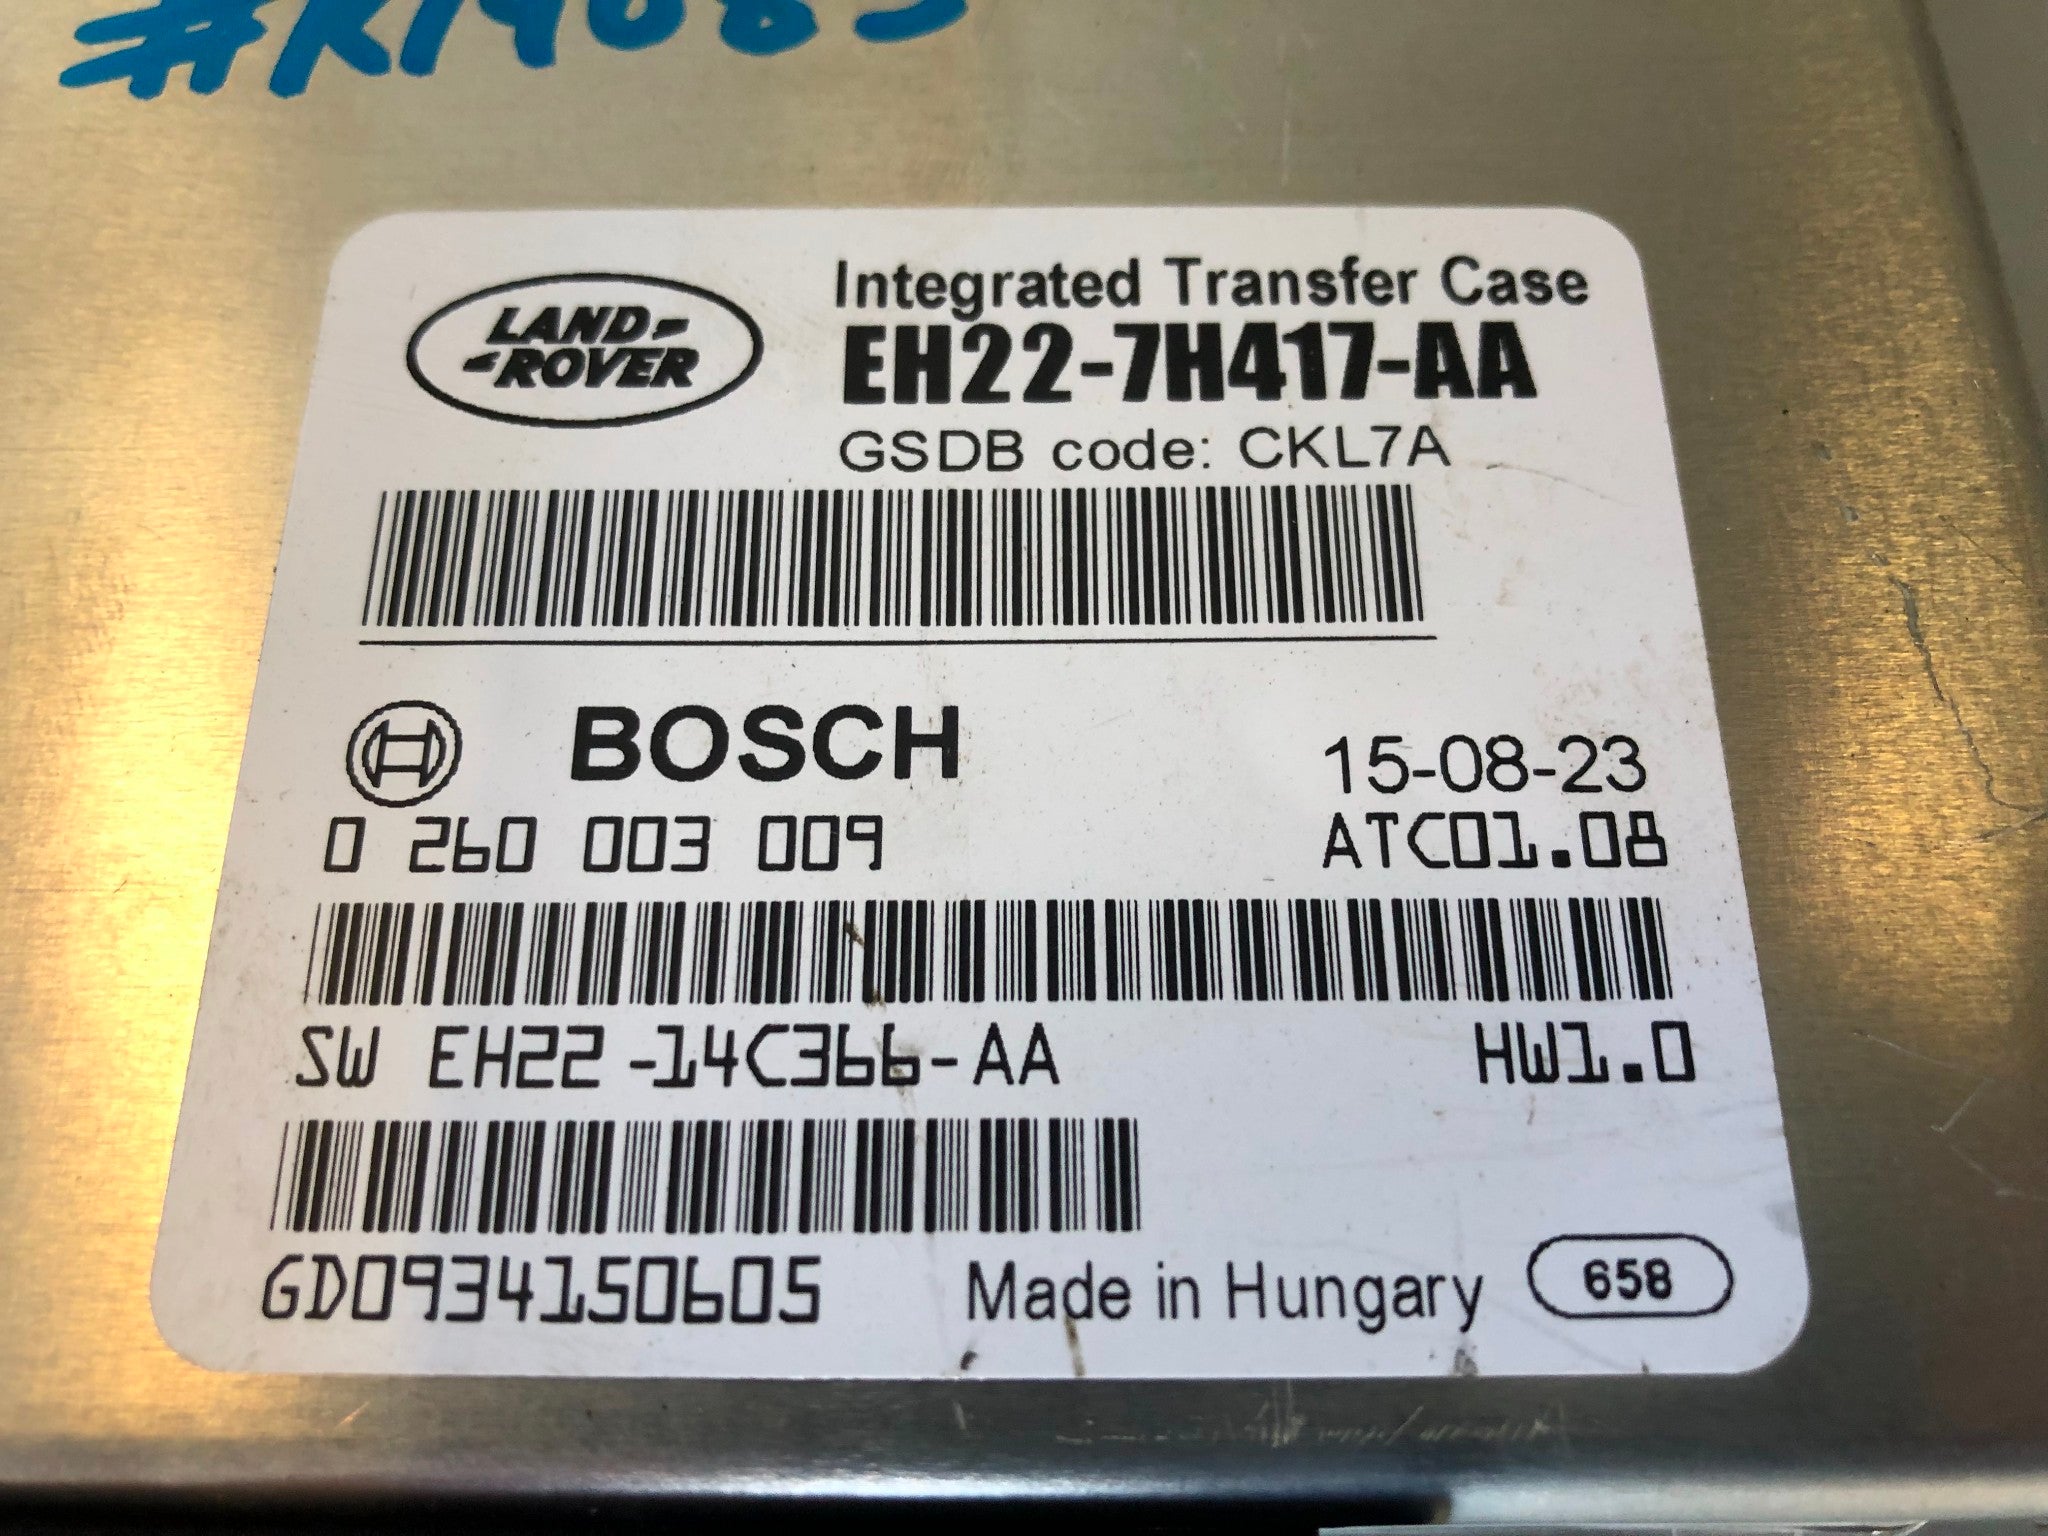 #R14085
LAND-
-ROVER
Integrated Transfer Case
EH22-7H417-AA
GSDB code: CKL7A
BOSCH
15-08-23
0 260 003 009
ATC01.08
SW EH22-14C366-AA
HW1.0
GD0934150605
Made in Hungary
658